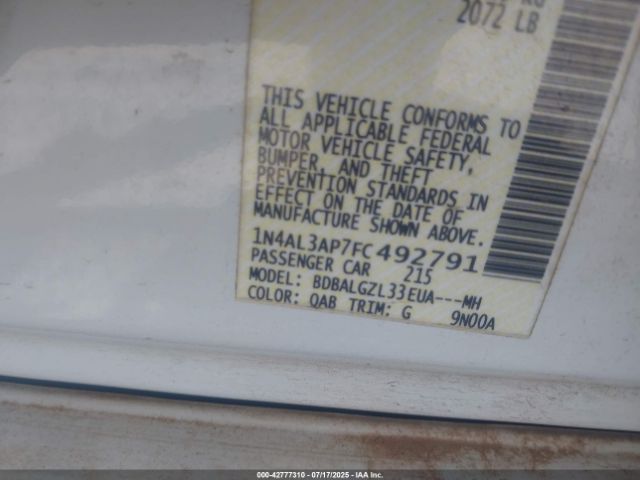 2072 LB
THIS VEHICLE CONFORMS TO
ALL APPLICABLE FEDERAL
MOTOR VEHICLE SAFETY,
BUMPER, AND THEFT
PREVENTION STANDARDS IN
EFFECT ON THE DATE OF
MANUFACTURE SHOWN ABOVE.
1N4AL3AP7FC492791
PASSENGER CAR 215
MODEL: BDBALGZL33EUA---MH
COLOR: QAB TRIM: G 9N00A
000-42777310 - 07/17/2025 - IAA, Inc.